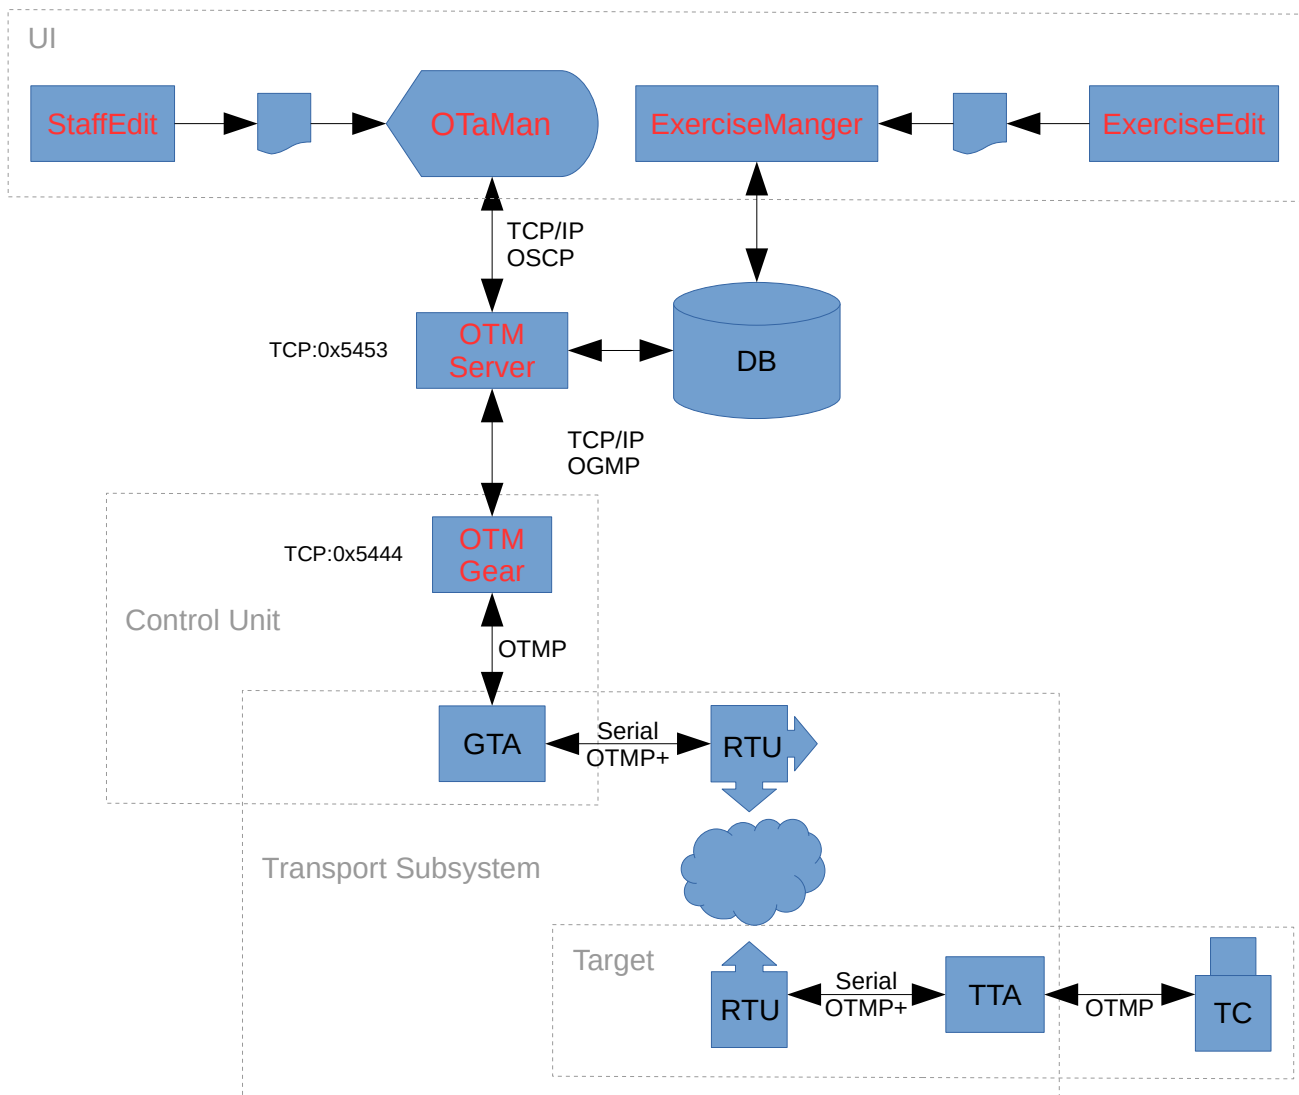 UI
StaffEdit
OTaMan
ExerciseManger
ExerciseEdit
TCP/IP
OSCP
TCP:0x5453
OTM
Server
DB
TCP/IP
OGMP
TCP:0x5444
OTM
Gear
Control Unit
OTMP
GTA
Serial
OTMP+
RTU
Transport Subsystem
Target
RTU
Serial
OTMP+
TTA
OTMP
TC